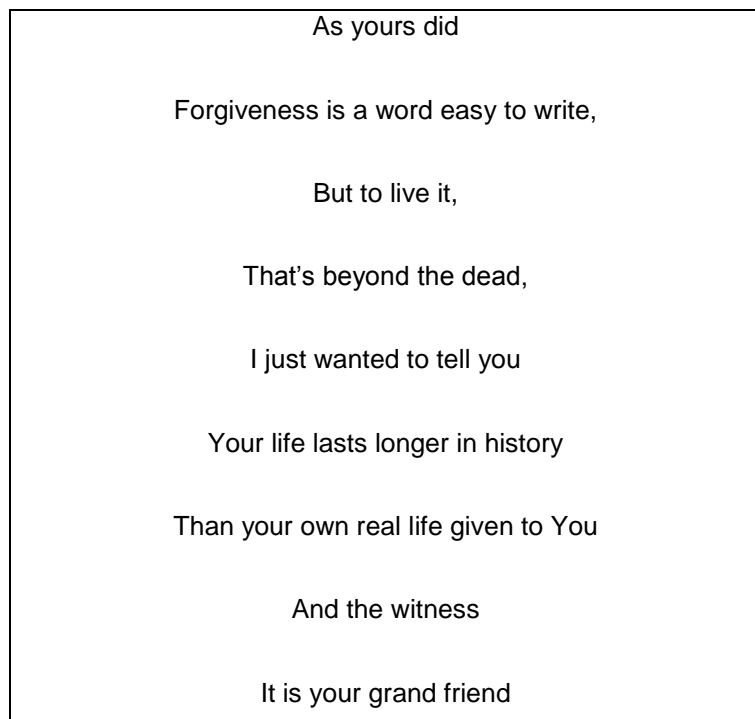 As yours did
Forgiveness is a word easy to write,
But to live it,
That’s beyond the dead,
I just wanted to tell you
Your life lasts longer in history
Than your own real life given to You
And the witness
It is your grand friend